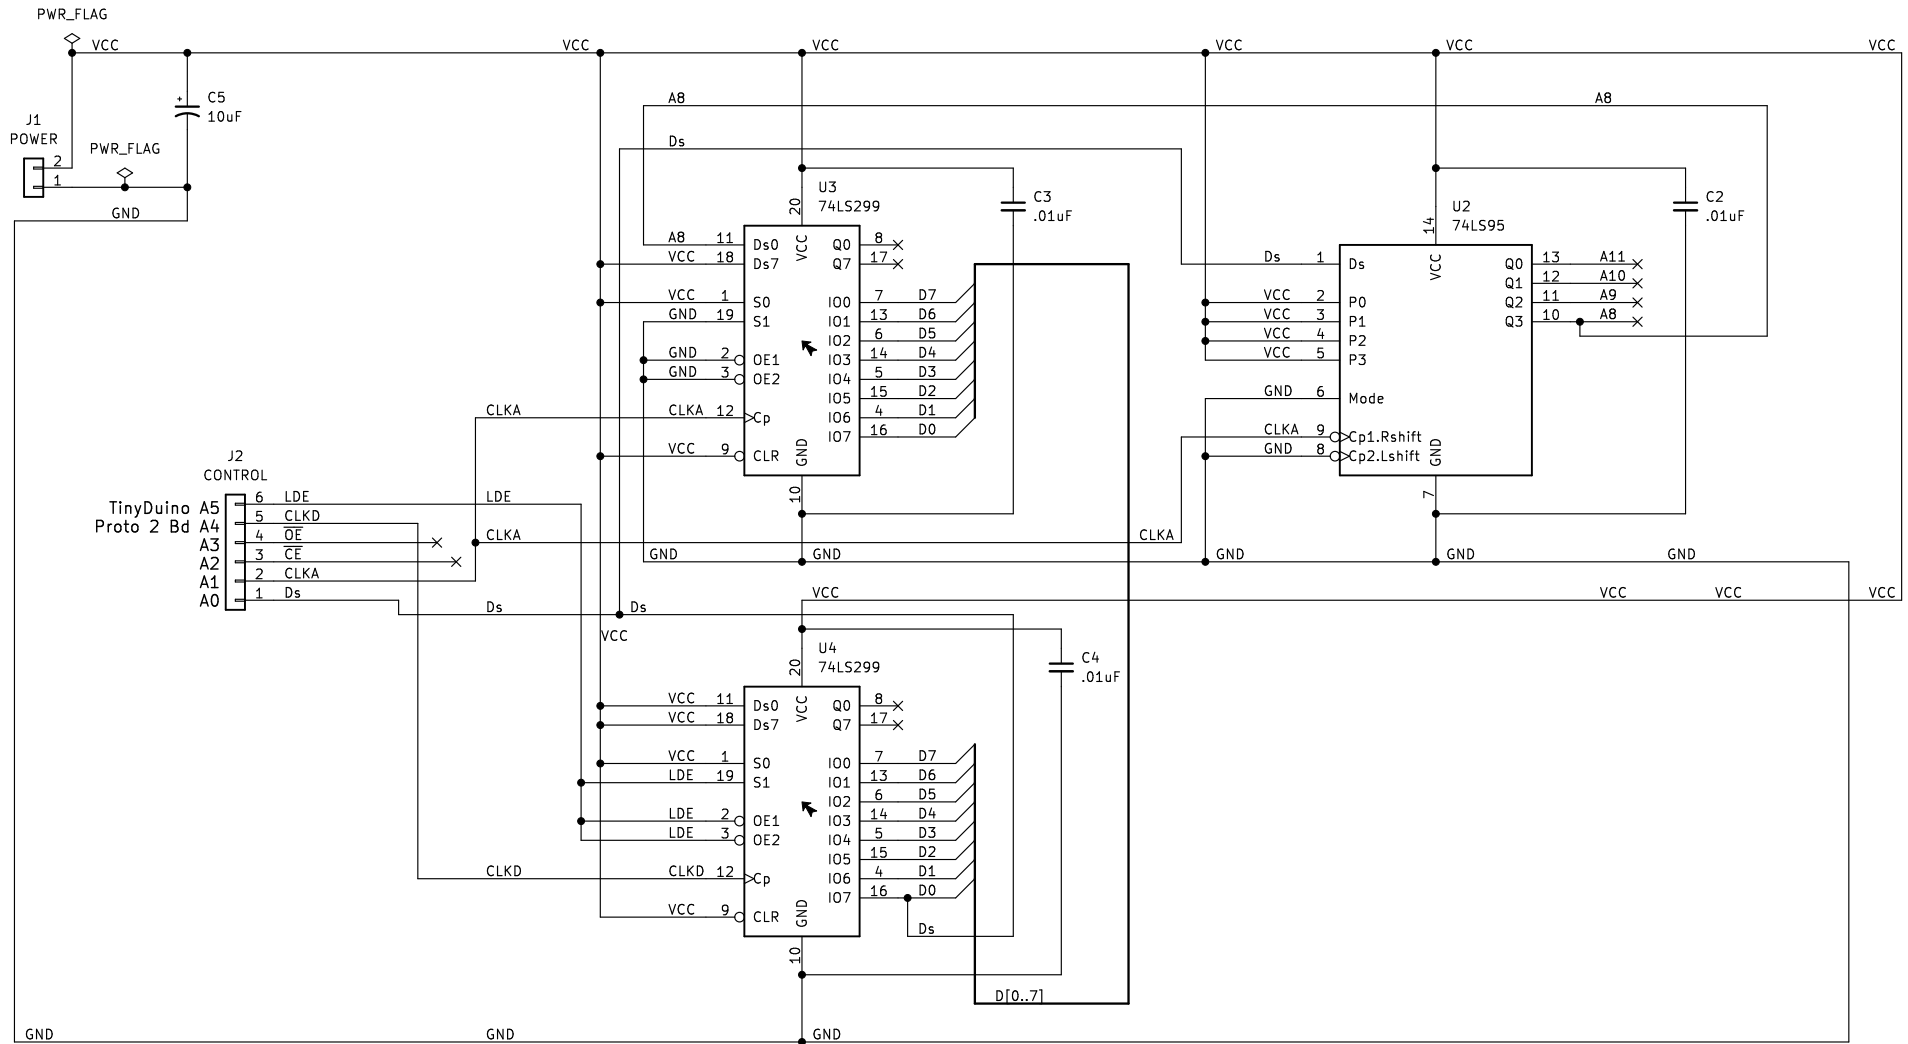 PWR_FLAG
VCC VCC VCC VCC VCC VCC
C5
10uF
J1
POWER
PWR_FLAG
2
1
GND
A8 A8
Ds
U3
74LS299
20
VCC
C3
.01uF
A8 11 Ds0 Q0 8
VCC 18 Ds7 Q7 17
VCC 1 S0 IO0 7 D7
GND 19 S1 IO1 13 D6
IO2 6 D5
GND 2 OE1 IO3 14 D4
GND 3 OE2 IO4 5 D3
IO5 15 D2
CLKA CLKA 12 Cp IO6 4 D1
IO7 16 D0
VCC 9 CLR
GND
10
U2
74LS95
14
VCC
C2
.01uF
Ds 1 Ds Q0 13 A11
Q1 12 A10
VCC 2 P0 Q2 11 A9
VCC 3 P1 Q3 10 A8
VCC 4 P2
VCC 5 P3
GND 6 Mode
CLKA 9 Cp1.Rshift
GND 8 Cp2.Lshift
GND
7
J2
CONTROL
TinyDuino
Proto 2 Bd
A5 6 LDE LDE
A4 5 CLKD
A3 4 OE
A2 3 CE
A1 2 CLKA
A0 1 Ds
CLKA CLKA
GND GND GND GND GND
VCC VCC VCC VCC
Ds Ds
VCC
U4
74LS299
20
VCC
C4
.01uF
VCC 11 Ds0 Q0 8
VCC 18 Ds7 Q7 17
VCC 1 S0 IO0 7 D7
LDE 19 S1 IO1 13 D6
IO2 6 D5
LDE 2 OE1 IO3 14 D4
LDE 3 OE2 IO4 5 D3
IO5 15 D2
CLKD CLKD 12 Cp IO6 4 D1
IO7 16 D0
VCC 9 CLR
GND
10
Ds
D[0..7]
GND GND GND